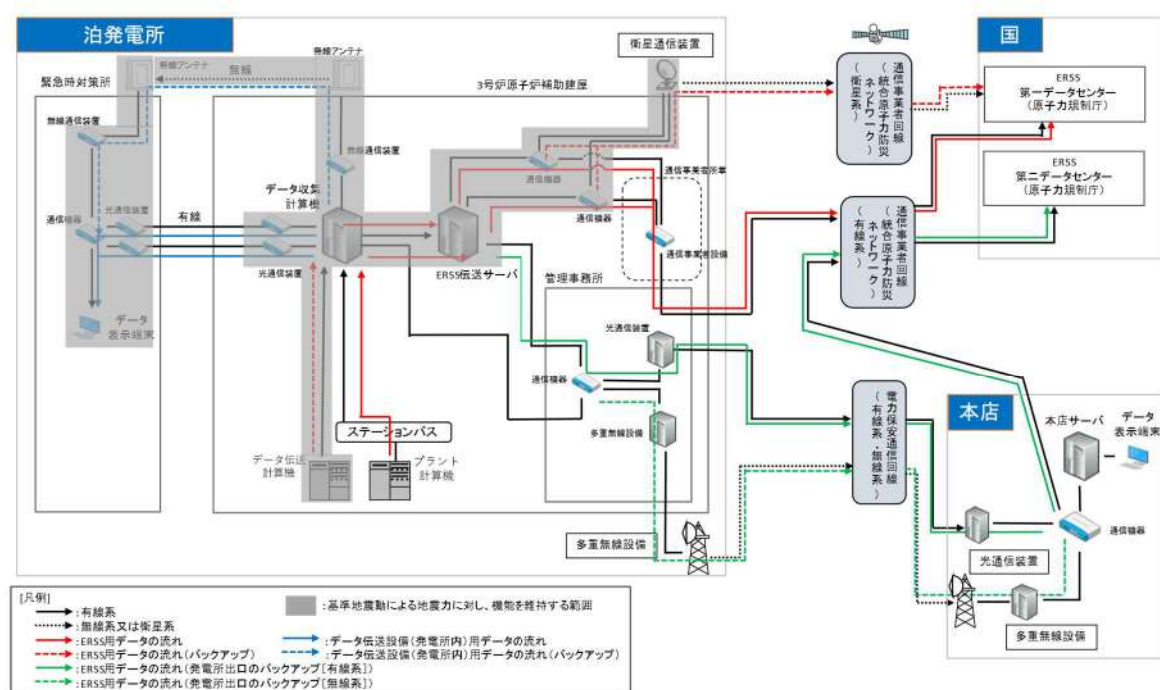 泊発電所
緊急時対策所
無線アンテナ
無線
無線アンテナ
3号炉原子炉補助建屋
衛星通信装置
無線通信装置
無線通信装置
データ収集
計算機
通信機器
光通信装置
有線
光通信装置
ERSS伝送サーバ
通信機器
通信機器
通信事業者所掌
通信事業者設備
データ
表示端末
管理事務所
光通信装置
通信機器
多重無線設備
ステーションバス
データ伝送
計算機
プラント
計算機
多重無線設備
通信事業者回線
(統合原子力防災
ネットワーク)
(衛星系)
通信事業者回線
(統合原子力防災
ネットワーク)
(有線系)
電力保安通信回線
(有線系・無線系)
国
ERSS
第一データセンター
(原子力規制庁)
ERSS
第二データセンター
(原子力規制庁)
本店
本店サーバ
データ
表示端末
通信機器
光通信装置
多重無線設備
[凡例]
:有線系
:無線系又は衛星系
:ERSS用データの流れ
:ERSS用データの流れ(バックアップ)
:ERSS用データの流れ(発電所出口のバックアップ[有線系])
:ERSS用データの流れ(発電所出口のバックアップ[無線系])
:基準地震動による地震力に対し、機能を維持する範囲
:データ伝送設備(発電所内)用データの流れ
:データ伝送設備(発電所内)用データの流れ(バックアップ)